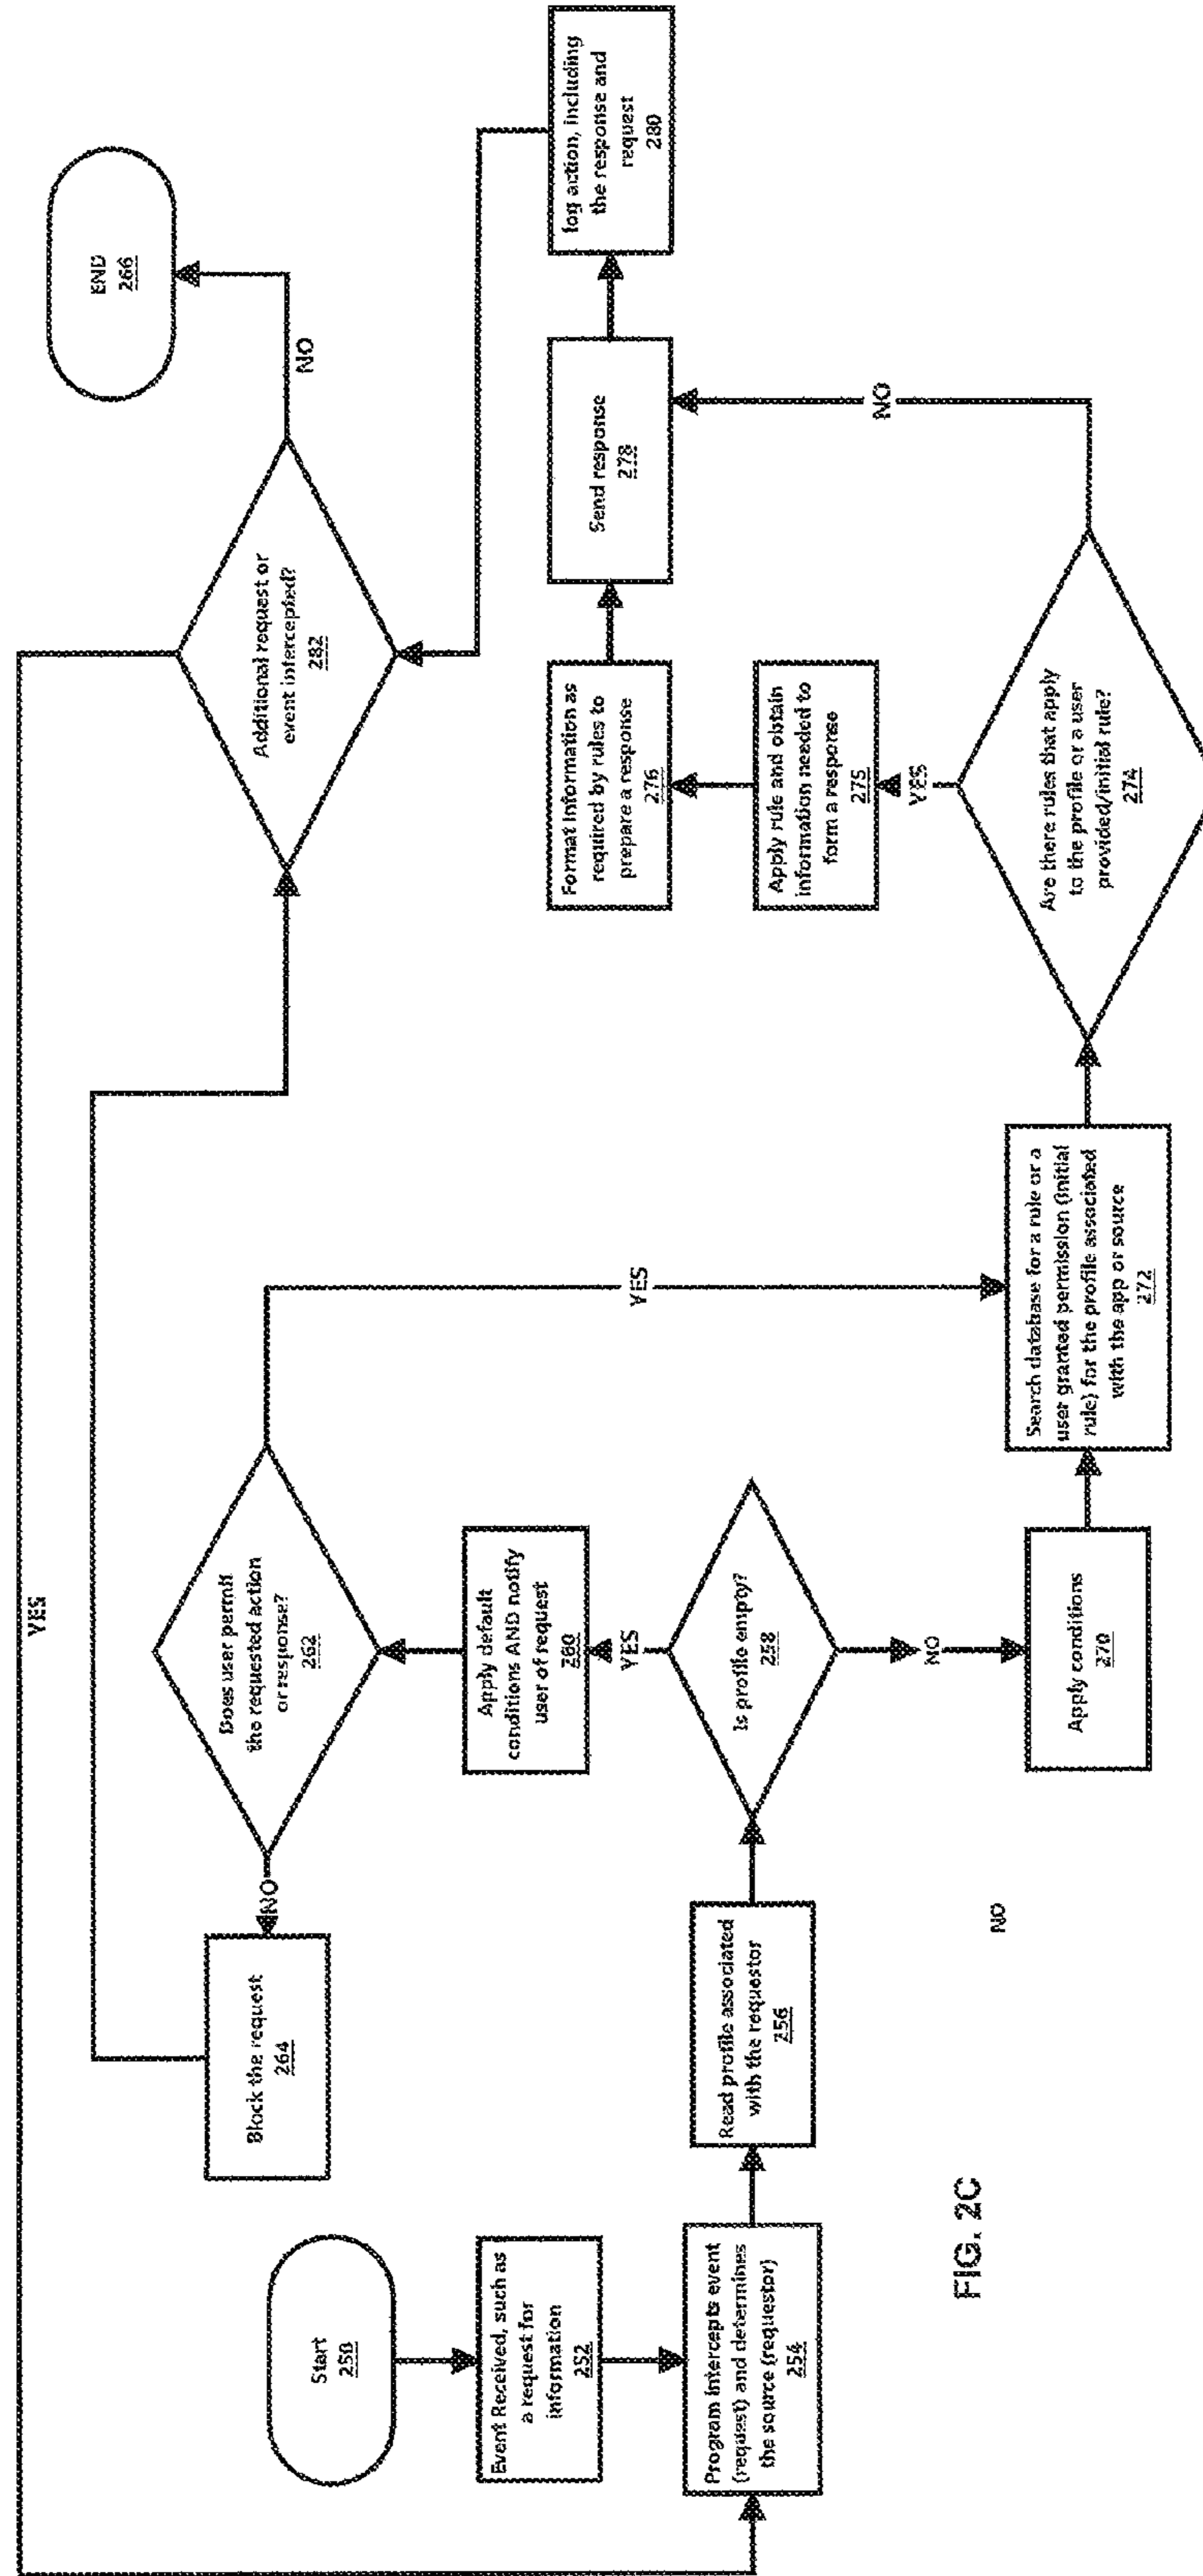 Start
250
Event Received, such as
a request for
information
252
Program intercepts event
(request) and determines
the source (requestor)
254
Read profile associated
with the requestor
256
Is profile empty?
258
YES
Apply default
conditions AND notify
user of request
260
Does user permit
the requested action
or response?
262
NO
Block the request
264
YES
NO
Apply conditions
270
Search database for a rule or a
user granted permission (initial
rule) for the profile associated
with the app or source
272
Are there rules that apply
to the profile or a user
provided/initial rule?
274
YES
Apply rule and obtain
information needed to
form a response
275
Format information as
required by rules to
prepare a response
276
NO
Send response
278
log action, including
the response and
request
280
Additional request or
event intercepted?
282
YES
NO
END
266
NO
FIG. 2C